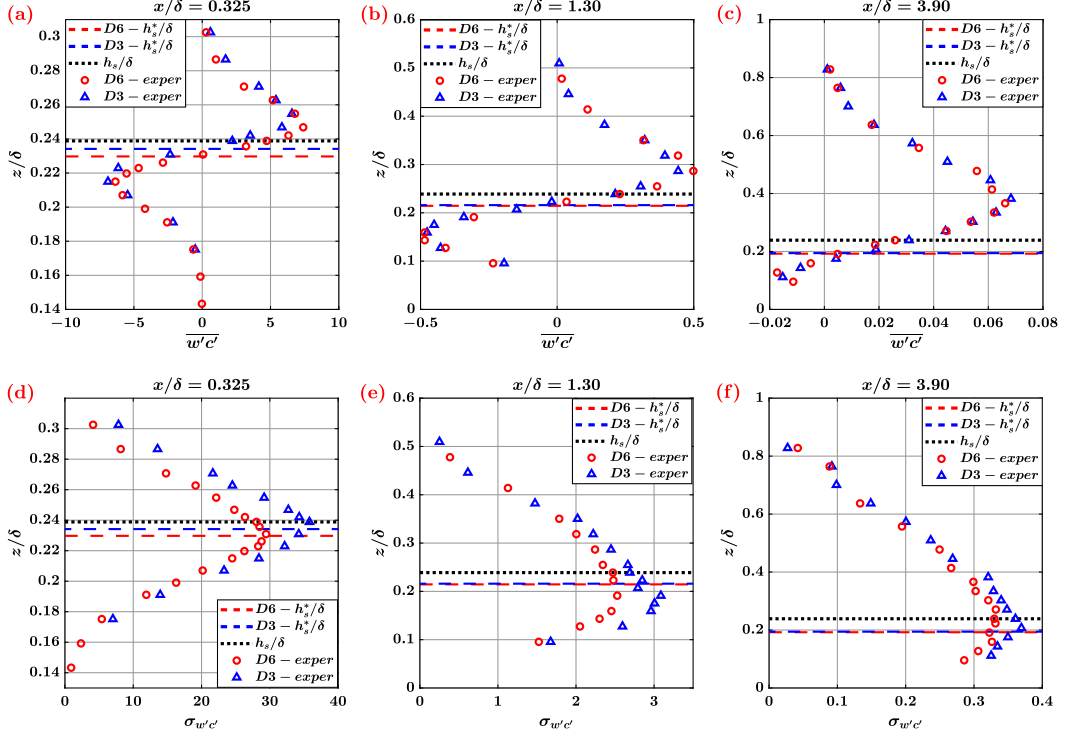 (a) x/δ = 0.325
D6 − h*ₛ/δ
D3 − h*ₛ/δ
hₛ/δ
D6 − exper
D3 − exper
z/δ
0.3
0.28
0.26
0.24
0.22
0.2
0.18
0.16
0.14
−10 −5 0 5 10
w′c′
(b) x/δ = 1.30
D6 − h*ₛ/δ
D3 − h*ₛ/δ
hₛ/δ
D6 − exper
D3 − exper
z/δ
0.6
0.5
0.4
0.3
0.2
0.1
0
−0.5 0 0.5
w′c′
(c) x/δ = 3.90
D6 − h*ₛ/δ
D3 − h*ₛ/δ
hₛ/δ
D6 − exper
D3 − exper
z/δ
1
0.8
0.6
0.4
0.2
0
−0.02 0 0.02 0.04 0.06 0.08
w′c′
(d) x/δ = 0.325
z/δ
0.3
0.28
0.26
0.24
0.22
0.2
0.18
0.16
0.14
D6 − h*ₛ/δ
D3 − h*ₛ/δ
hₛ/δ
D6 − exper
D3 − exper
0 10 20 30 40
σw′c′
(e) x/δ = 1.30
D6 − h*ₛ/δ
D3 − h*ₛ/δ
hₛ/δ
D6 − exper
D3 − exper
z/δ
0.6
0.5
0.4
0.3
0.2
0.1
0
0 1 2 3
σw′c′
(f) x/δ = 3.90
D6 − h*ₛ/δ
D3 − h*ₛ/δ
hₛ/δ
D6 − exper
D3 − exper
z/δ
1
0.8
0.6
0.4
0.2
0
0 0.1 0.2 0.3 0.4
σw′c′